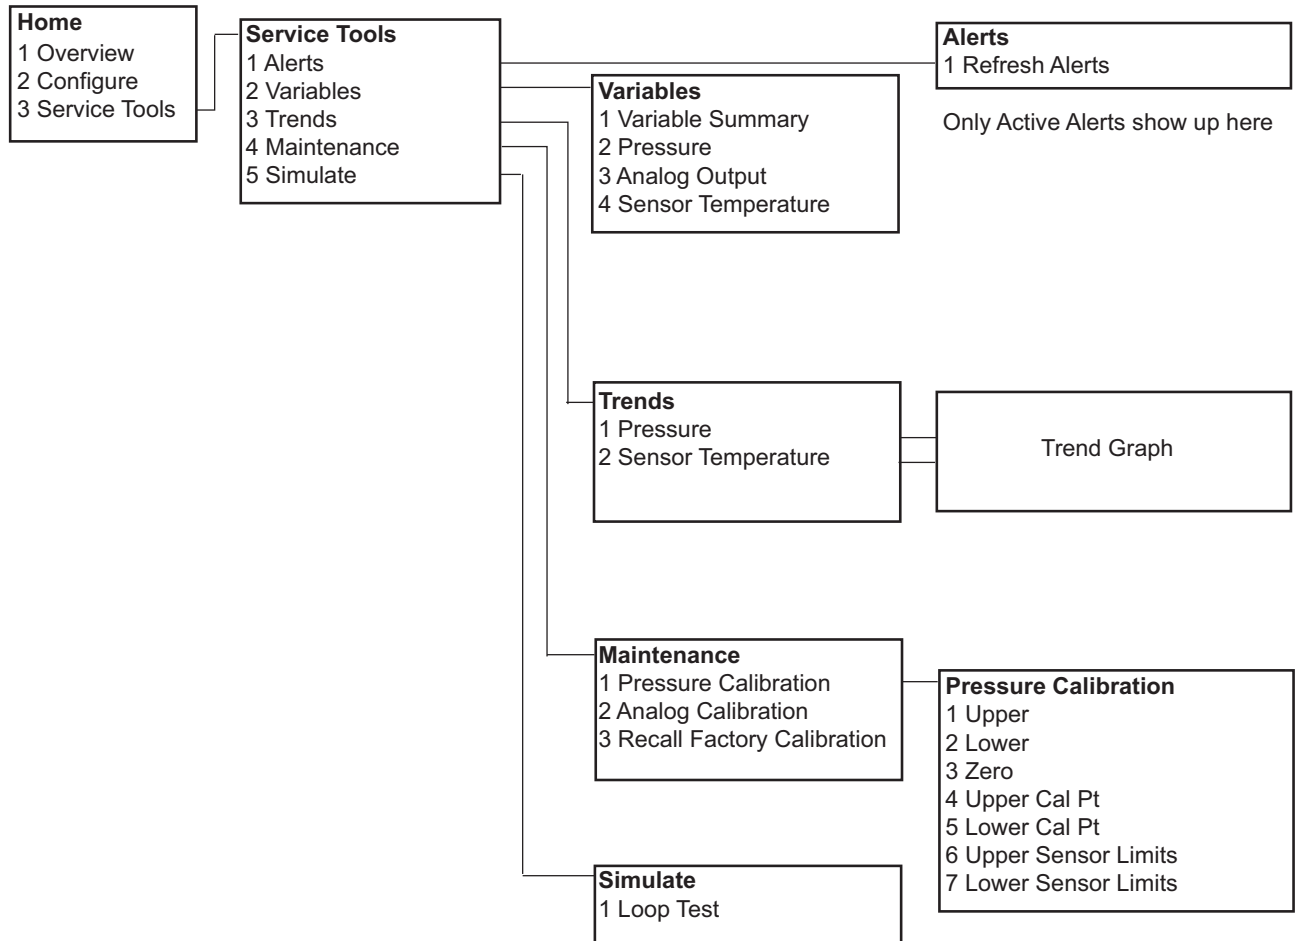 Home
1 Overview
2 Configure
3 Service Tools
Service Tools
1 Alerts
2 Variables
3 Trends
4 Maintenance
5 Simulate
Alerts
1 Refresh Alerts
Only Active Alerts show up here
Variables
1 Variable Summary
2 Pressure
3 Analog Output
4 Sensor Temperature
Trends
1 Pressure
2 Sensor Temperature
Trend Graph
Maintenance
1 Pressure Calibration
2 Analog Calibration
3 Recall Factory Calibration
Pressure Calibration
1 Upper
2 Lower
3 Zero
4 Upper Cal Pt
5 Lower Cal Pt
6 Upper Sensor Limits
7 Lower Sensor Limits
Simulate
1 Loop Test